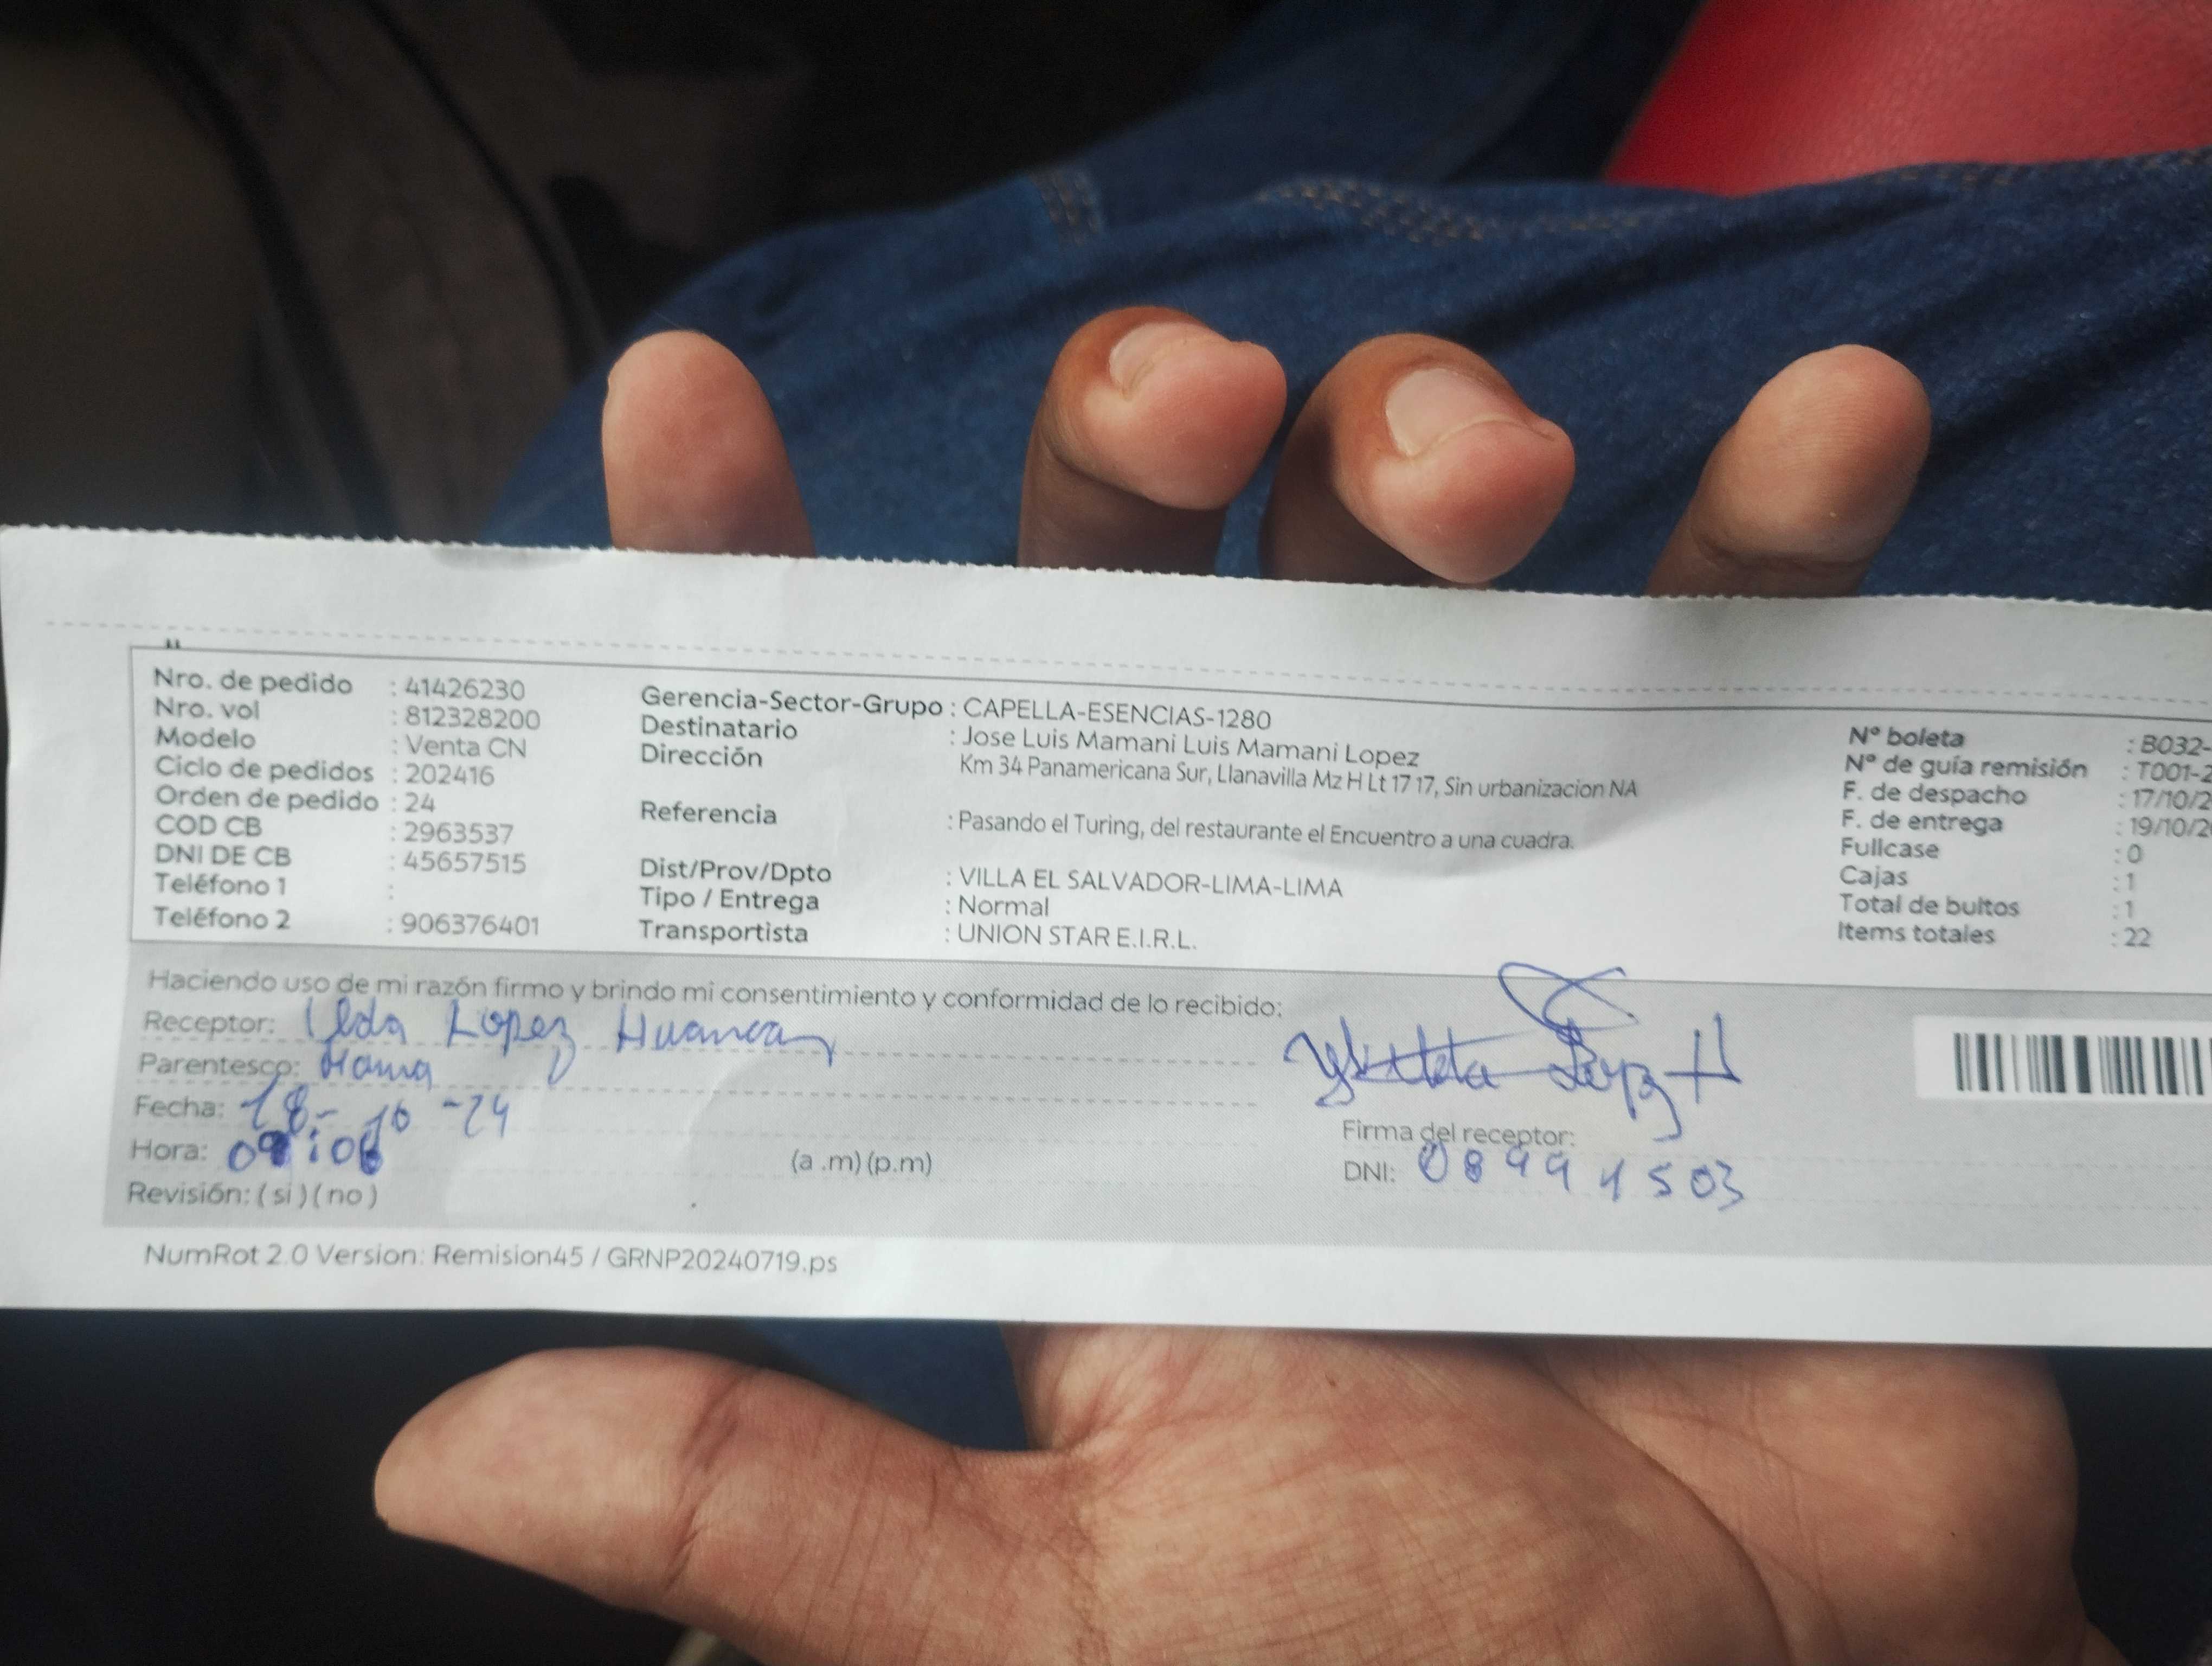 Nro. de pedido : 41426230
Nro. vol : 812328200
Modelo : Venta CN
Ciclo de pedidos : 202416
Orden de pedido : 24
COD CB : 2963537
DNI DE CB : 45657515
Teléfono 1 :
Teléfono 2 : 906376401
Gerencia-Sector-Grupo : CAPELLA-ESENCIAS-1280
Destinatario : Jose Luis Mamani Luis Mamani Lopez
Dirección Km 34 Panamericana Sur, Llanavilla Mz H Lt 17 17, Sin urbanizacion NA
Referencia : Pasando el Turing, del restaurante el Encuentro a una cuadra.
Dist/Prov/Dpto : VILLA EL SALVADOR-LIMA-LIMA
Tipo / Entrega : Normal
Transportista : UNION STAR E.I.R.L.
Nº boleta : B032-
Nº de guía remisión : T001-2
F. de despacho : 17/10/2
F. de entrega : 19/10/20
Fullcase : 0
Cajas : 1
Total de bultos : 1
Items totales : 22
Haciendo uso de mi razón firmo y brindo mi consentimiento y conformidad de lo recibido:
Receptor: Lopez
Parentesco: Mama
Fecha: 18-10-24
Hora: (a .m) (p.m)
Revisión: ( si ) ( no )
Firma del receptor:
DNI: 08991503
NumRot 2.0 Version: Remision45 / GRNP20240719.ps